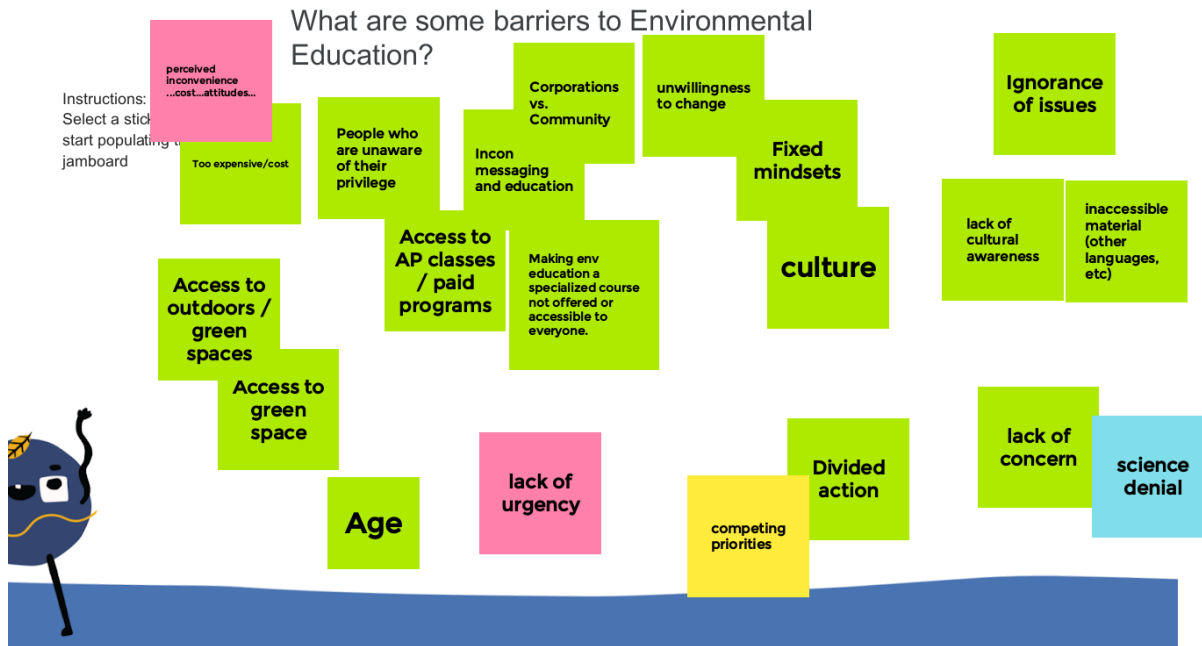 What are some barriers to Environmental
Education?
Instructions:
Select a stick
start populating t
jamboard
perceived
inconvenience
...cost...attitudes...
Too expensive/cost
People who
are unaware
of their
privilege
Corporations
vs.
Community
Incon
messaging
and education
unwillingness
to change
Fixed
mindsets
Ignorance
of issues
Access to
AP classes
/ paid
programs
Making env
education a
specialized course
not offered or
accessible to
everyone.
culture
lack of
cultural
awareness
inaccessible
material
(other
languages,
etc)
Access to
outdoors /
green
spaces
Access to
green
space
Age
lack of
urgency
competing
priorities
Divided
action
lack of
concern
science
denial